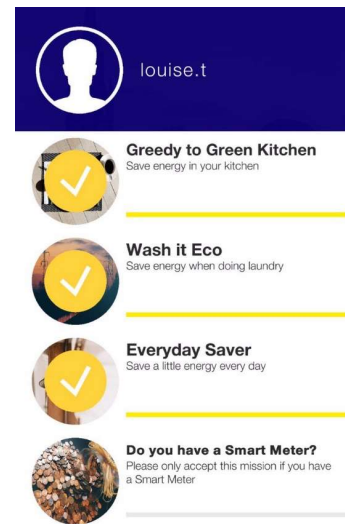 louise.t
Greedy to Green Kitchen
Save energy in your kitchen
Wash it Eco
Save energy when doing laundry
Everyday Saver
Save a little energy every day
Do you have a Smart Meter?
Please only accept this mission if you have
a Smart Meter